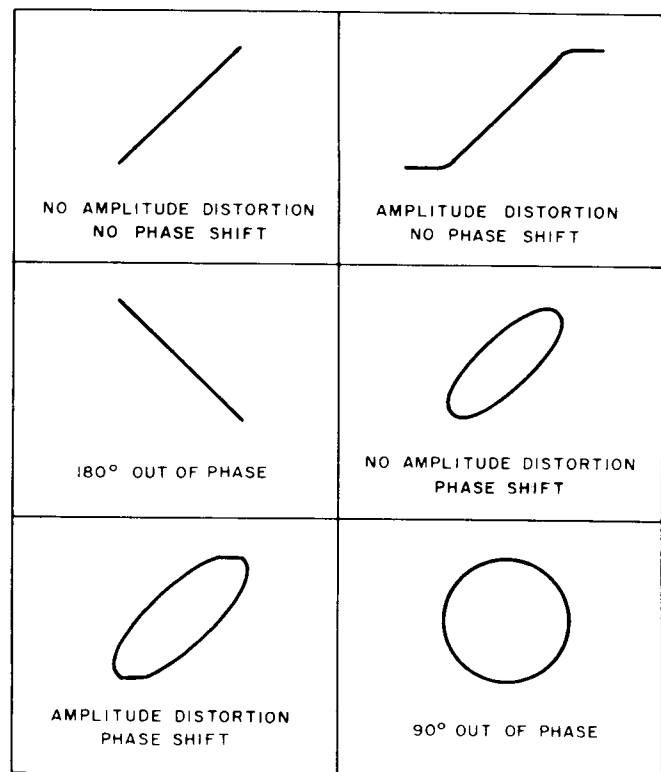 NO AMPLITUDE DISTORTION
NO PHASE SHIFT
AMPLITUDE DISTORTION
NO PHASE SHIFT
180° OUT OF PHASE
NO AMPLITUDE DISTORTION
PHASE SHIFT
AMPLITUDE DISTORTION
PHASE SHIFT
90° OUT OF PHASE